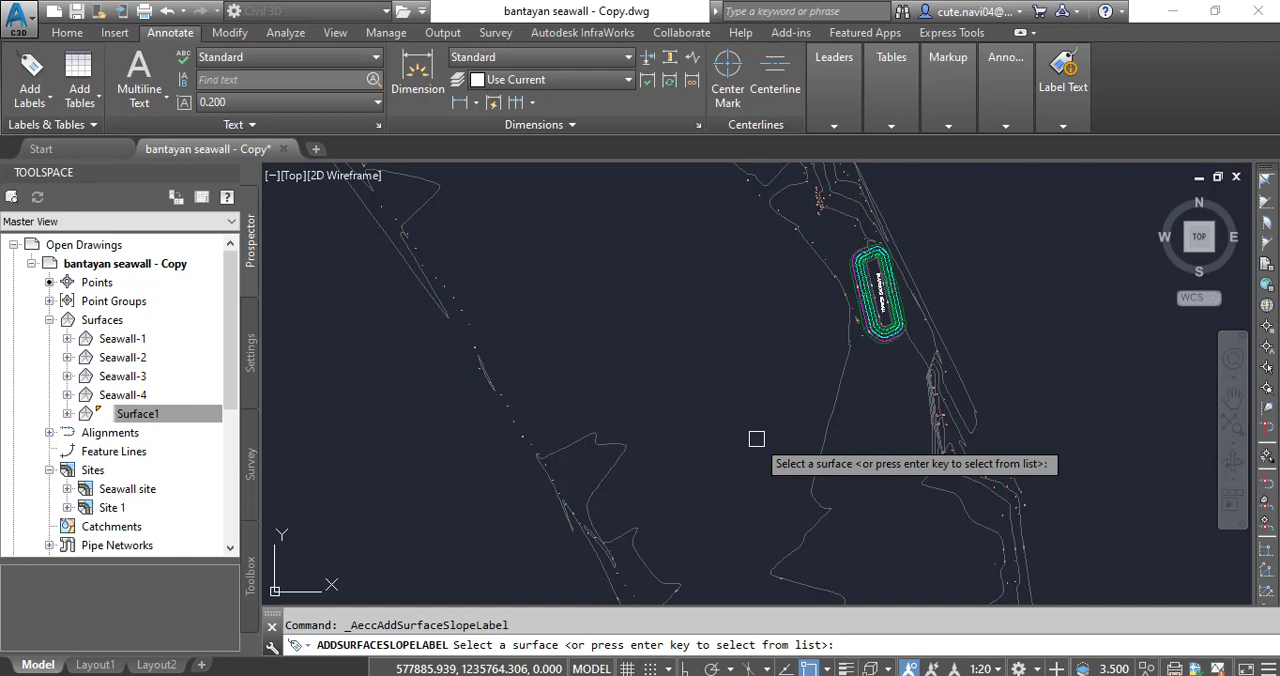 A C3D
Civil 3D
bantayan seawall - Copy.dwg
Type a keyword or phrase
cute.navi04@...
Home Insert Annotate Modify Analyze View Manage Output Survey Autodesk InfraWorks Collaborate Help Add-ins Featured Apps Express Tools
Add Labels
Add Tables
Labels & Tables
Multiline Text
ABC Standard
Find text
0.200
Text
Dimension
Standard
Use Current
Dimensions
Center Mark
Centerline
Centerlines
Leaders
Tables
Markup
Anno...
Label Text
Start
bantayan seawall - Copy*
TOOLSPACE
Master View
Open Drawings
bantayan seawall - Copy
Points
Point Groups
Surfaces
Seawall-1
Seawall-2
Seawall-3
Seawall-4
Surface1
Alignments
Feature Lines
Sites
Seawall site
Site 1
Catchments
Pipe Networks
Prospector
Settings
Survey
Toolbox
[−][Top][2D Wireframe]
N
W TOP E
S
WCS
Select a surface <or press enter key to select from list>:
Y
X
Command: _AeccAddSurfaceSlopeLabel
ADDSURFACESLOPELABEL Select a surface <or press enter key to select from list>:
Model Layout1 Layout2 +
577885.939, 1235764.306, 0.000 MODEL 1:20 3.500